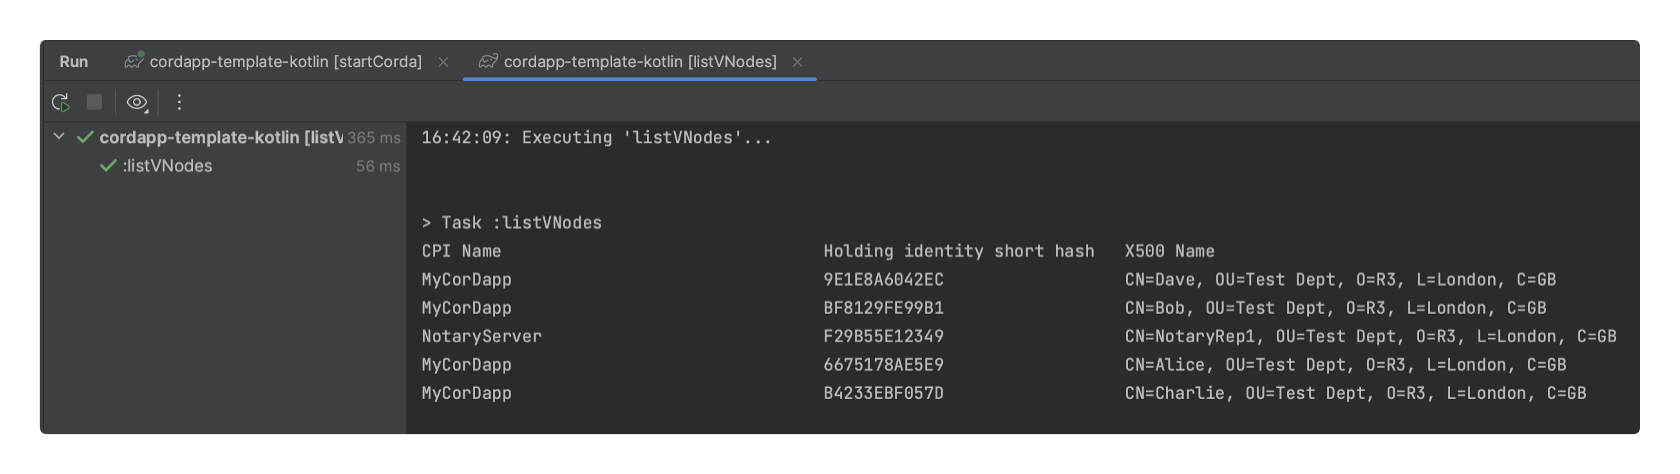 Run cordapp-template-kotlin [startCorda] cordapp-template-kotlin [listVNodes]
cordapp-template-kotlin [listV 365 ms
:listVNodes 56 ms
16:42:09: Executing 'listVNodes'...
> Task :listVNodes
CPI Name Holding identity short hash X500 Name
MyCorDapp 9E1E8A6042EC CN=Dave, OU=Test Dept, O=R3, L=London, C=GB
MyCorDapp BF8129FE99B1 CN=Bob, OU=Test Dept, O=R3, L=London, C=GB
NotaryServer F29B55E12349 CN=NotaryRep1, OU=Test Dept, O=R3, L=London, C=GB
MyCorDapp 6675178AE5E9 CN=Alice, OU=Test Dept, O=R3, L=London, C=GB
MyCorDapp B4233EBF057D CN=Charlie, OU=Test Dept, O=R3, L=London, C=GB